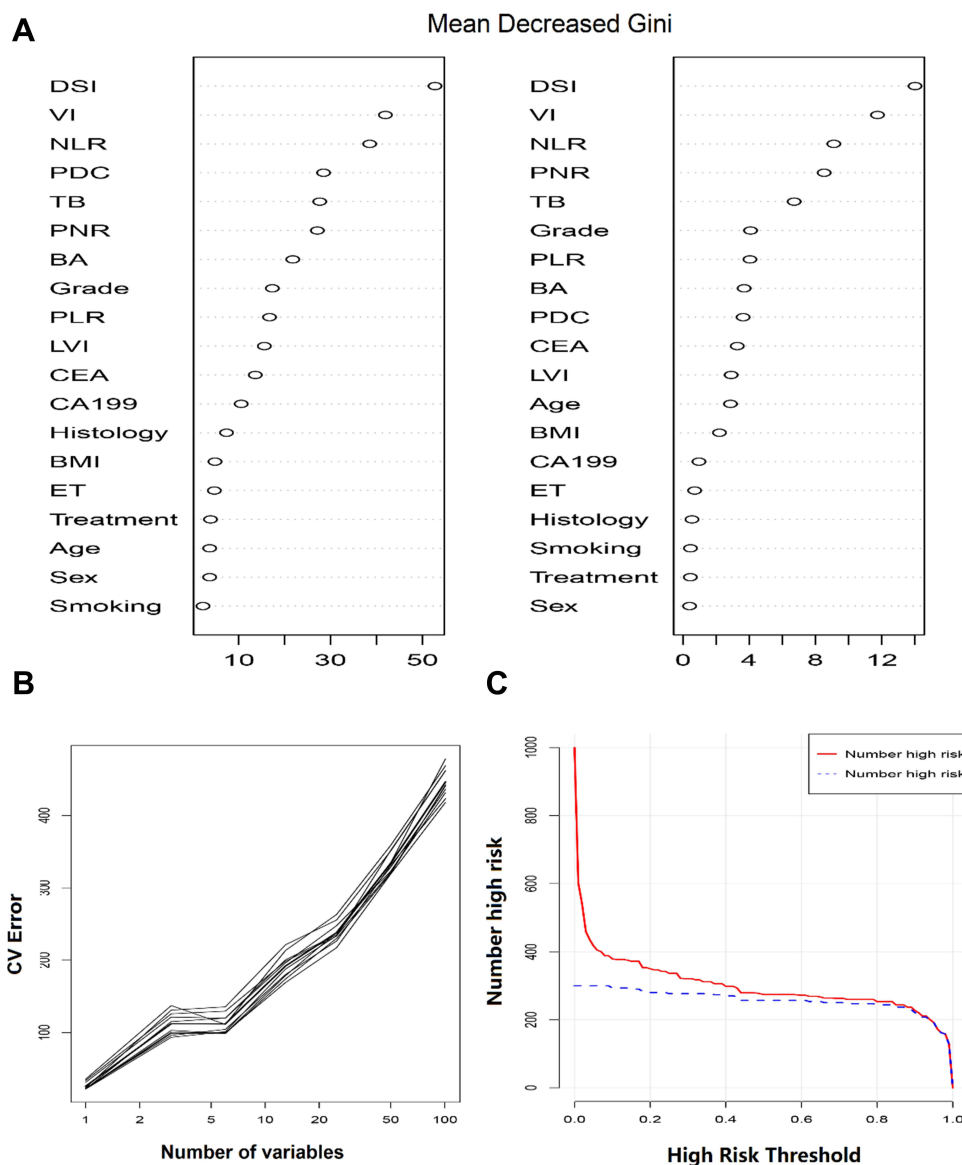 A
Mean Decreased Gini
DSI
VI
NLR
PDC
TB
PNR
BA
Grade
PLR
LVI
CEA
CA199
Histology
BMI
ET
Treatment
Age
Sex
Smoking
10 30 50
DSI
VI
NLR
PNR
TB
Grade
PLR
BA
PDC
CEA
LVI
Age
BMI
CA199
ET
Histology
Smoking
Treatment
Sex
0 4 8 12
B
CV Error
400
300
200
100
1 2 5 10 20 50 100
Number of variables
C
Number high risk
1000
800
600
400
200
0
Number high risk
Number high risk
0.0 0.2 0.4 0.6 0.8 1.0
High Risk Threshold